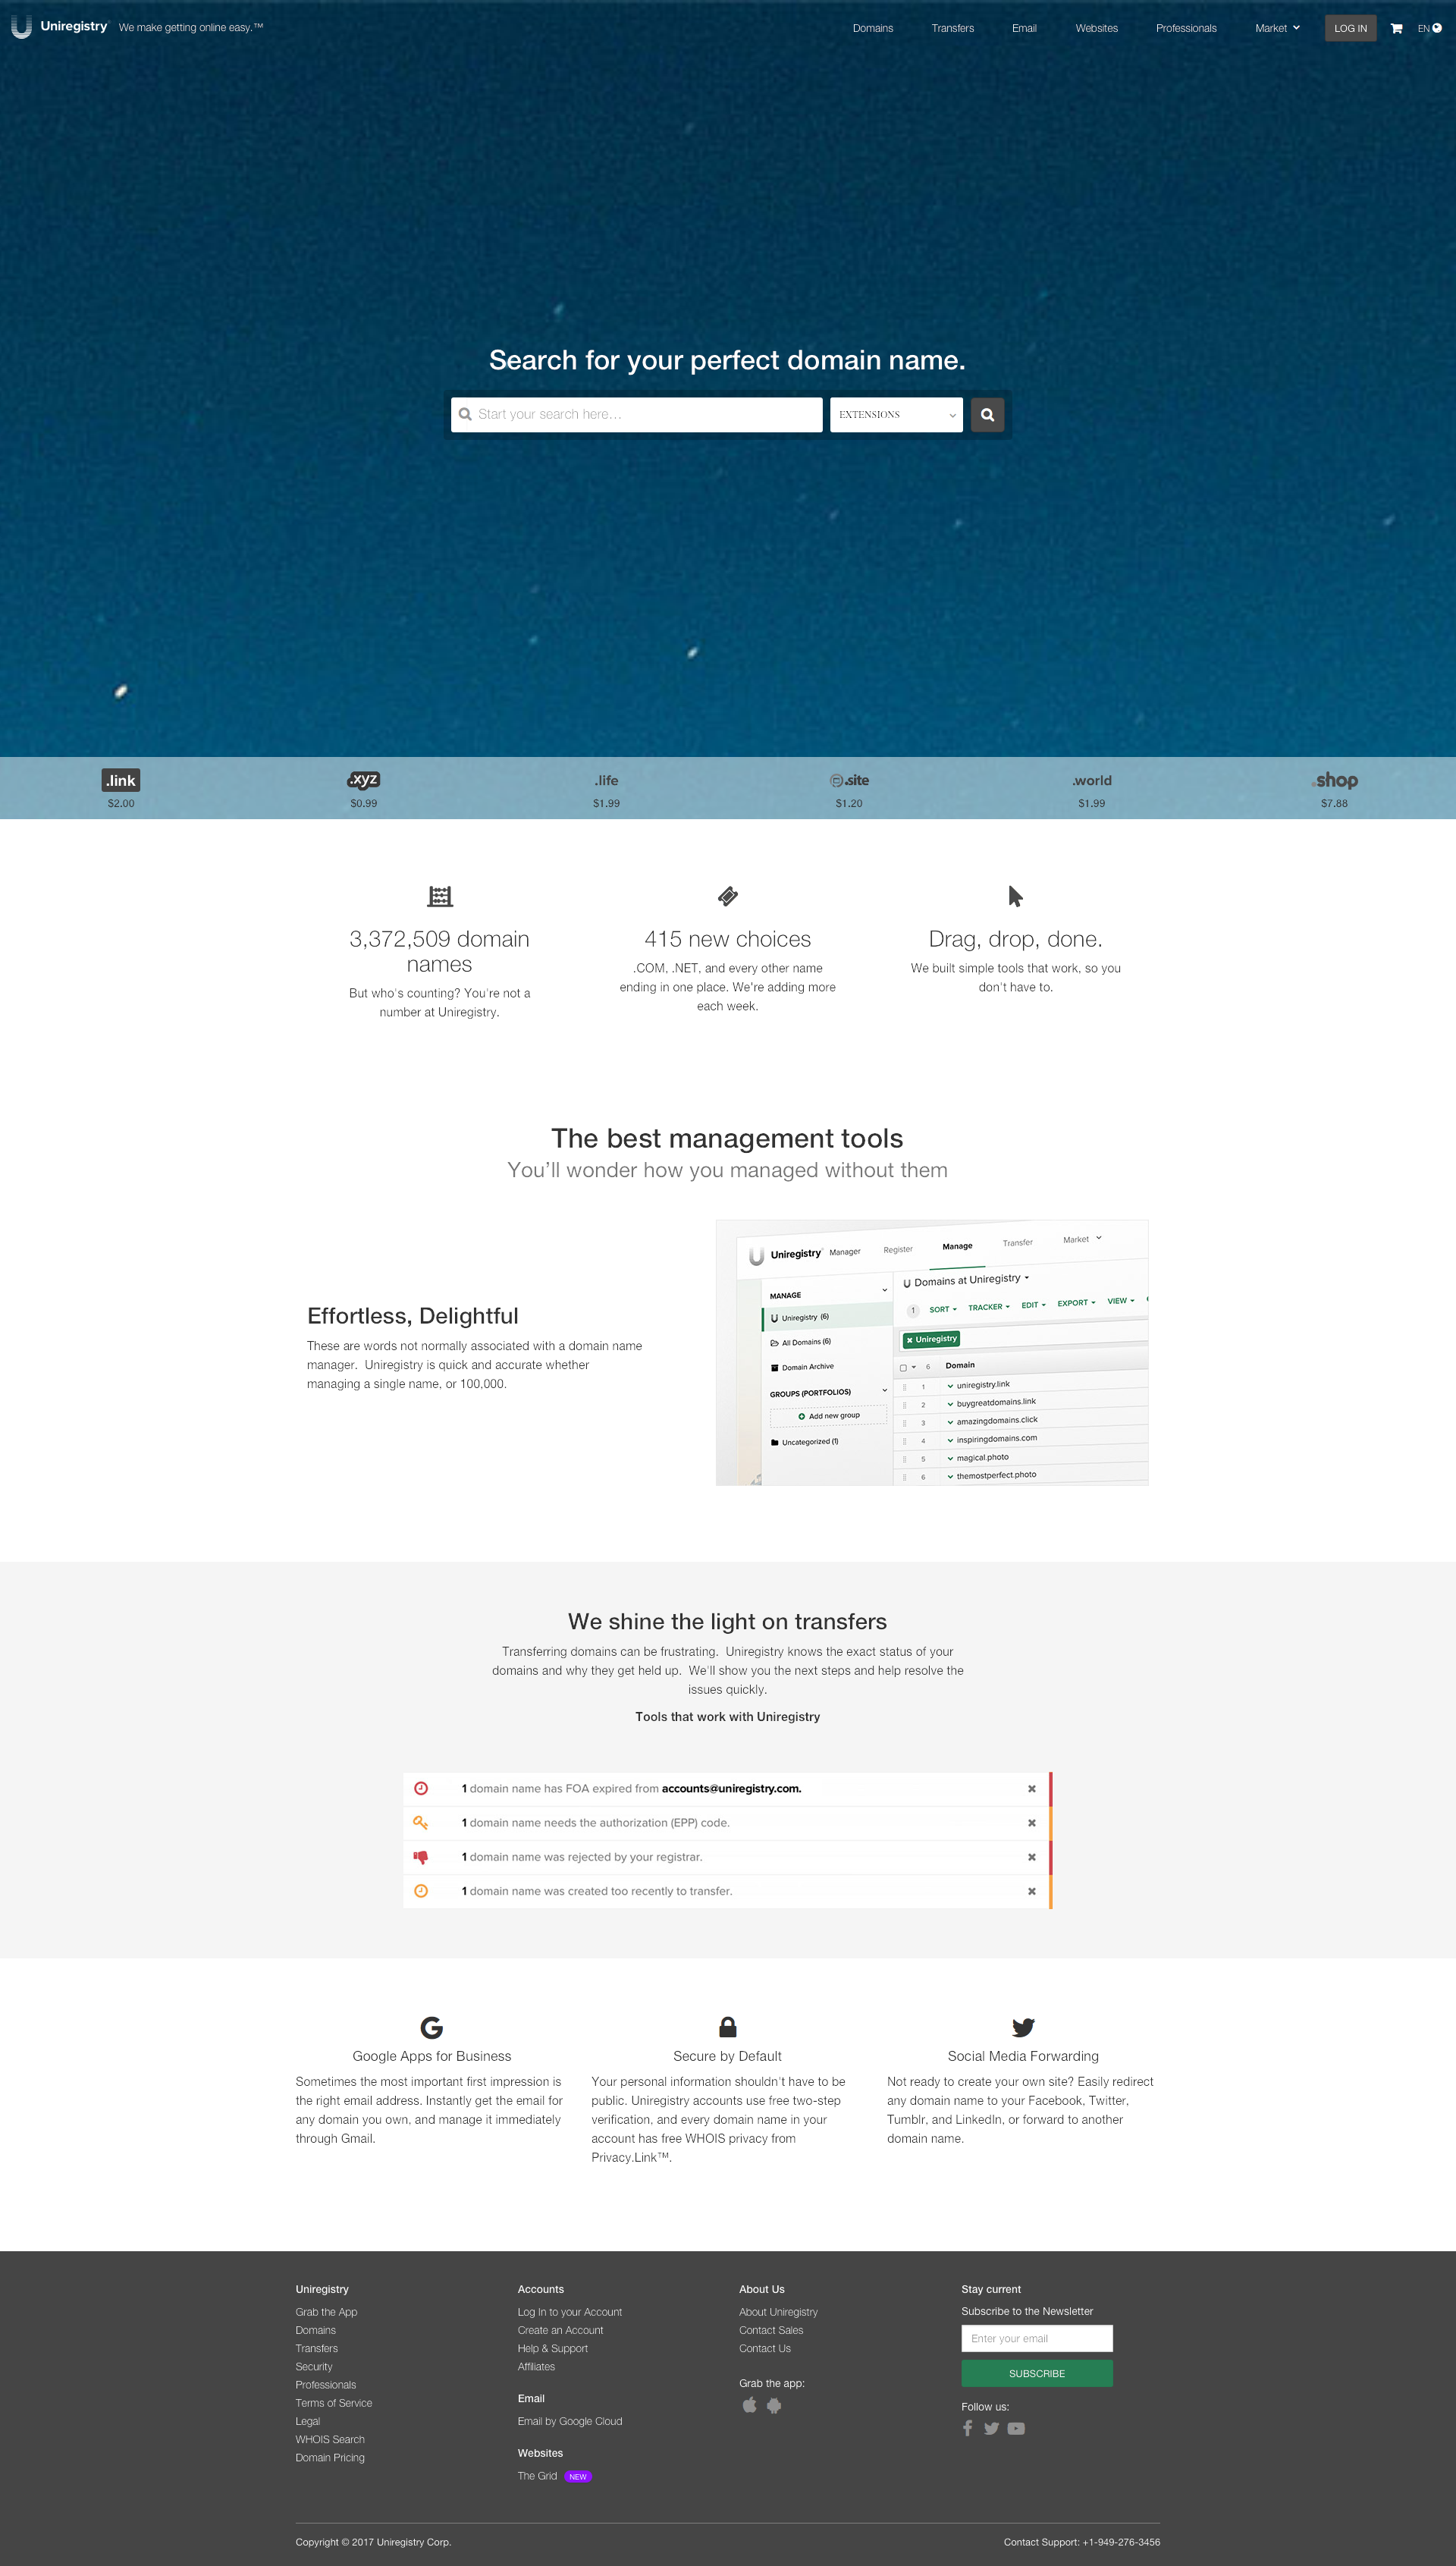 Uniregistry We make getting online easy.™
Domains Transfers Email Websites Professionals Market LOG IN EN
Search for your perfect domain name.
Start your search here... EXTENSIONS
.link .xyz .life .site .world .shop
$2.00 $0.99 $1.99 $1.20 $1.99 $7.88
3,372,509 domain
names
But who's counting? You're not a
number at Uniregistry.
415 new choices
.COM, .NET, and every other name
ending in one place. We're adding more
each week.
Drag, drop, done.
We built simple tools that work, so you
don't have to.
The best management tools
You'll wonder how you managed without them
Effortless, Delightful
These are words not normally associated with a domain name
manager. Uniregistry is quick and accurate whether
managing a single name, or 100,000.
Uniregistry Manager Register Manage Transfer Market
MANAGE
Uniregistry (6)
All Domains (6)
Domain Archive
GROUPS (PORTFOLIOS)
Add new group
Uncategorized (1)
Domains at Uniregistry
1 SORT TRACKER EDIT EXPORT VIEW
Uniregistry
6 Domain
1 uniregistry.link
2 buygreatdomains.link
3 amazingdomains.click
4 inspiringdomains.com
5 magical.photo
6 themostperfect.photo
We shine the light on transfers
Transferring domains can be frustrating. Uniregistry knows the exact status of your
domains and why they get held up. We'll show you the next steps and help resolve the
issues quickly.
Tools that work with Uniregistry
1 domain name has FOA expired from accounts@uniregistry.com.
1 domain name needs the authorization (EPP) code.
1 domain name was rejected by your registrar.
1 domain name was created too recently to transfer.
Google Apps for Business
Sometimes the most important first impression is
the right email address. Instantly get the email for
any domain you own, and manage it immediately
through Gmail.
Secure by Default
Your personal information shouldn't have to be
public. Uniregistry accounts use free two-step
verification, and every domain name in your
account has free WHOIS privacy from
Privacy.Link™.
Social Media Forwarding
Not ready to create your own site? Easily redirect
any domain name to your Facebook, Twitter,
Tumblr, and LinkedIn, or forward to another
domain name.
Uniregistry
Grab the App
Domains
Transfers
Security
Professionals
Terms of Service
Legal
WHOIS Search
Domain Pricing
Accounts
Log In to your Account
Create an Account
Help & Support
Affiliates
Email
Email by Google Cloud
Websites
The Grid NEW
About Us
About Uniregistry
Contact Sales
Contact Us
Grab the app:
Stay current
Subscribe to the Newsletter
Enter your email
SUBSCRIBE
Follow us:
Copyright © 2017 Uniregistry Corp.
Contact Support: +1-949-276-3456